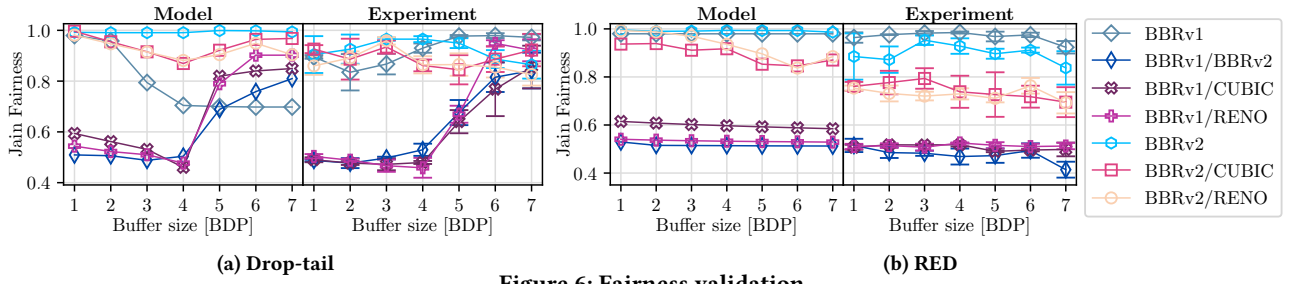 Model Experiment
Jain Fairness
1.0
0.8
0.6
0.4
1 2 3 4 5 6 7 1 2 3 4 5 6 7
Buffer size [BDP] Buffer size [BDP]
(a) Drop-tail
Model Experiment
Jain Fairness
1.0
0.8
0.6
0.4
1 2 3 4 5 6 7 1 2 3 4 5 6 7
Buffer size [BDP] Buffer size [BDP]
(b) RED
BBRv1
BBRv1/BBRv2
BBRv1/CUBIC
BBRv1/RENO
BBRv2
BBRv2/CUBIC
BBRv2/RENO
Figure 6: Fairness validation